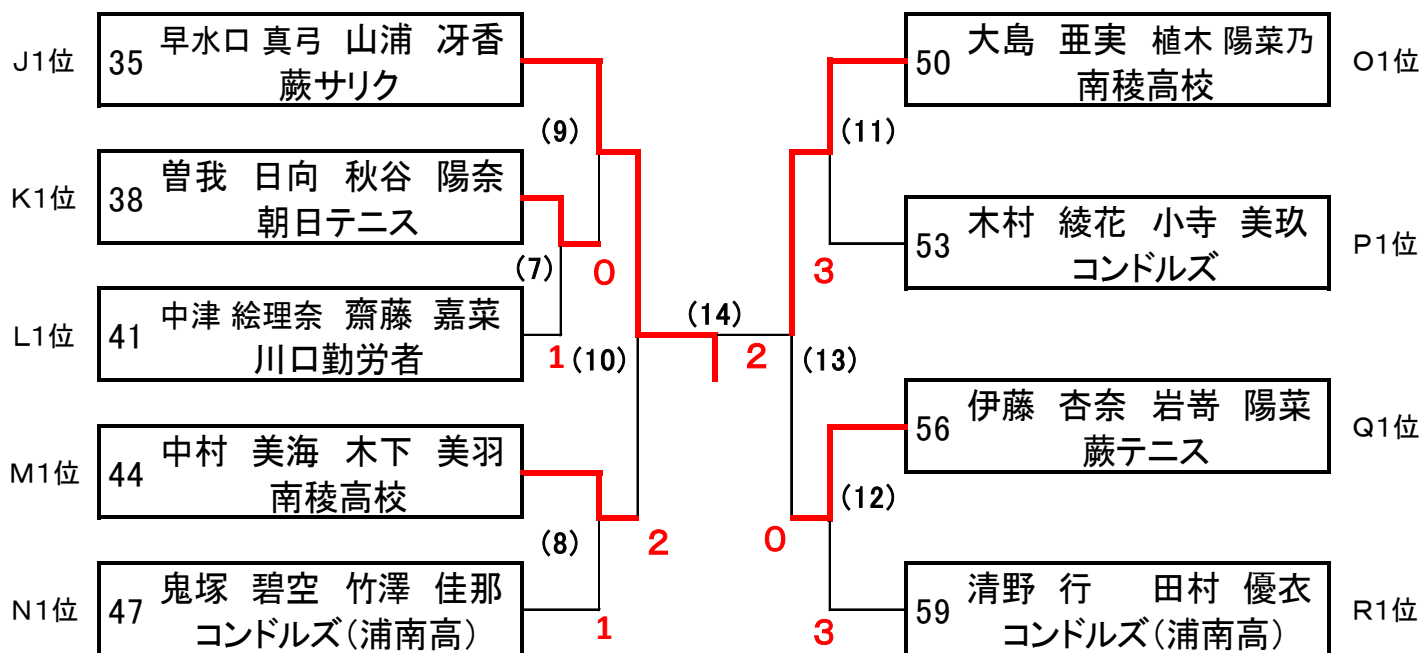 J1位
35
早水口 真弓 山浦 冴香
蕨サリク
(9)
K1位
38
曽我 日向 秋谷 陽奈
朝日テニス
(7)
0
L1位
41
中津 絵理奈 齋藤 嘉菜
川口勤労者
1
(10)
M1位
44
中村 美海 木下 美羽
南稜高校
(8)
2
N1位
47
鬼塚 碧空 竹澤 佳那
コンドルズ(浦南高)
1
(14)
2
50
大島 亜実 植木 陽菜乃
南稜高校
O1位
(11)
53
木村 綾花 小寺 美玖
コンドルズ
P1位
3
(13)
56
伊藤 杏奈 岩嵜 陽菜
蕨テニス
Q1位
(12)
0
59
清野 行 田村 優衣
コンドルズ(浦南高)
R1位
3